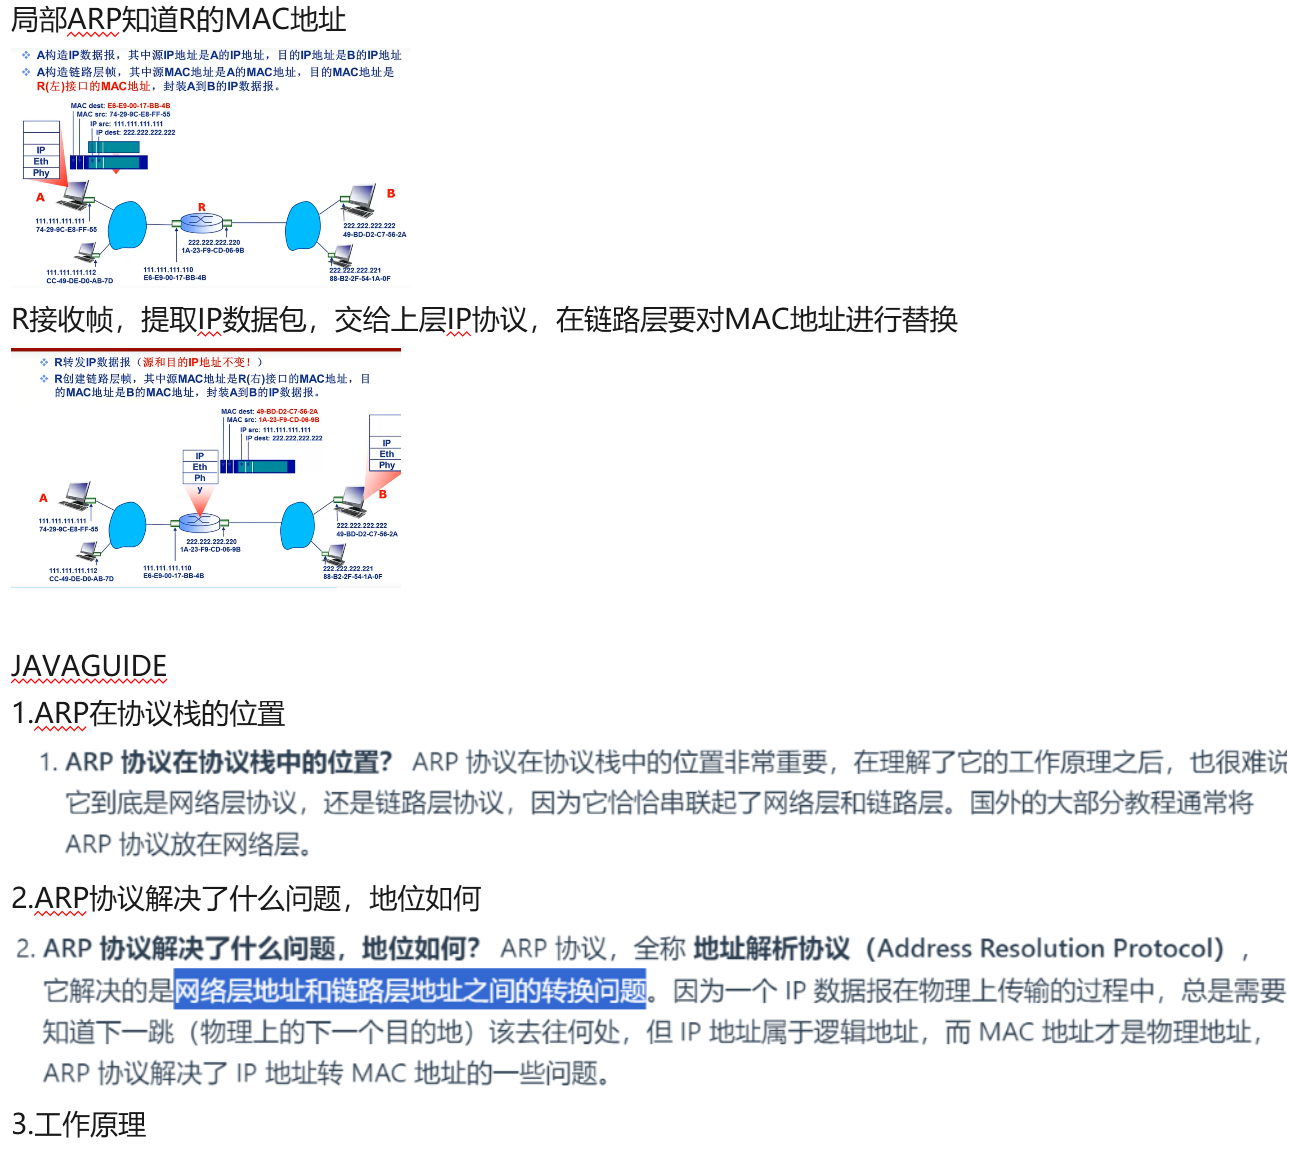 局部ARP知道R的MAC地址
A构造IP数据报，其中源IP地址是A的IP地址，目的IP地址是B的IP地址
A构造链路层帧，其中源MAC地址是A的MAC地址，目的MAC地址是
R(左)接口的MAC地址，封装A到B的IP数据报。
MAC dest: E6-E9-00-17-BB-4B
MAC src: 74-29-9C-E8-FF-55
IP src: 111.111.111.111
IP dest: 222.222.222.222
IP
Eth
Phy
A
R
B
111.111.111.111
74-29-9C-E8-FF-55
222.222.222.220
1A-23-F9-CD-06-9B
222.222.222.222
49-BD-D2-C7-56-2A
111.111.111.112
CC-49-DE-D0-AB-7D
111.111.111.110
E6-E9-00-17-BB-4B
222.222.222.221
88-B2-2F-54-1A-0F
R接收帧，提取IP数据包，交给上层IP协议，在链路层要对MAC地址进行替换
R转发IP数据报（源和目的IP地址不变！）
R创建链路层帧，其中源MAC地址是R(右)接口的MAC地址，目
的MAC地址是B的MAC地址，封装A到B的IP数据报。
MAC dest: 49-BD-D2-C7-56-2A
MAC src: 1A-23-F9-CD-06-9B
IP src: 111.111.111.111
IP dest: 222.222.222.222
IP
Eth
Ph
y
IP
Eth
Phy
A
B
111.111.111.111
74-29-9C-E8-FF-55
222.222.222.220
1A-23-F9-CD-06-9B
222.222.222.222
49-BD-D2-C7-56-2A
111.111.111.112
CC-49-DE-D0-AB-7D
111.111.111.110
E6-E9-00-17-BB-4B
222.222.222.221
88-B2-2F-54-1A-0F
JAVAGUIDE
1.ARP在协议栈的位置
1. ARP 协议在协议栈中的位置？ ARP 协议在协议栈中的位置非常重要，在理解了它的工作原理之后，也很难说
它到底是网络层协议，还是链路层协议，因为它恰恰串联起了网络层和链路层。国外的大部分教程通常将
ARP 协议放在网络层。
2.ARP协议解决了什么问题，地位如何
2. ARP 协议解决了什么问题，地位如何？ ARP 协议，全称 地址解析协议（Address Resolution Protocol），
它解决的是网络层地址和链路层地址之间的转换问题。因为一个 IP 数据报在物理上传输的过程中，总是需要
知道下一跳（物理上的下一个目的地）该去往何处，但 IP 地址属于逻辑地址，而 MAC 地址才是物理地址，
ARP 协议解决了 IP 地址转 MAC 地址的一些问题。
3.工作原理